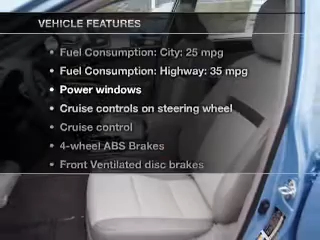 VEHICLE FEATURES
• Fuel Consumption: City: 25 mpg
• Fuel Consumption: Highway: 35 mpg
• Power windows
• Cruise controls on steering wheel
• Cruise control
• 4-wheel ABS Brakes
• Front Ventilated disc brakes